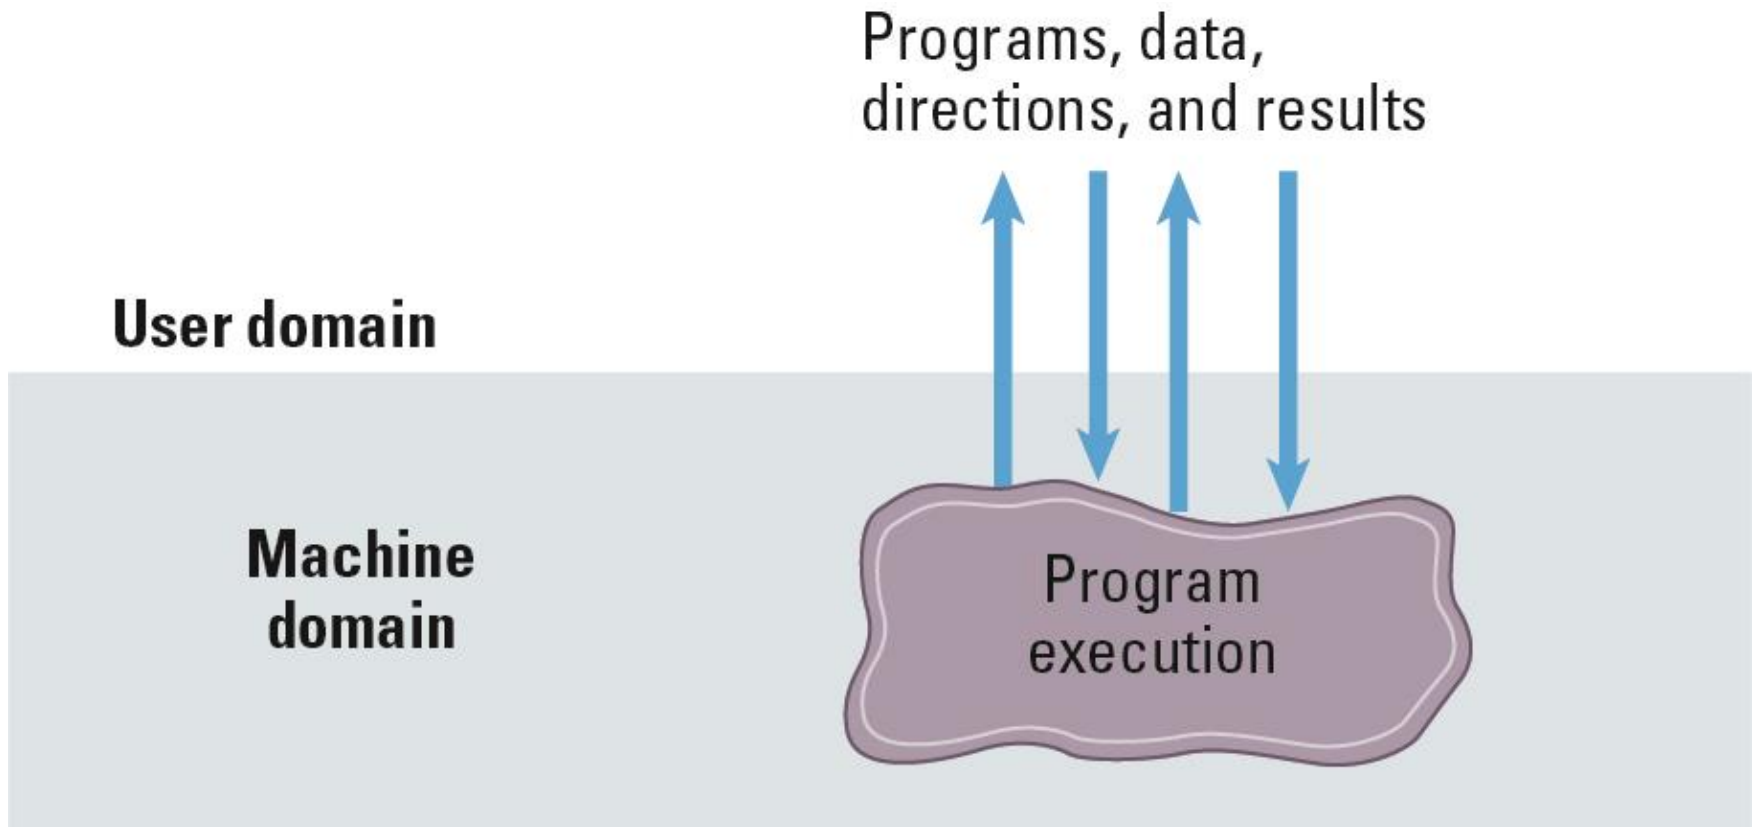 Programs, data,
directions, and results
User domain
Machine
domain
Program
execution